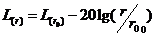 L(r) = L(r₀) − 20lg(r/r₀₀)